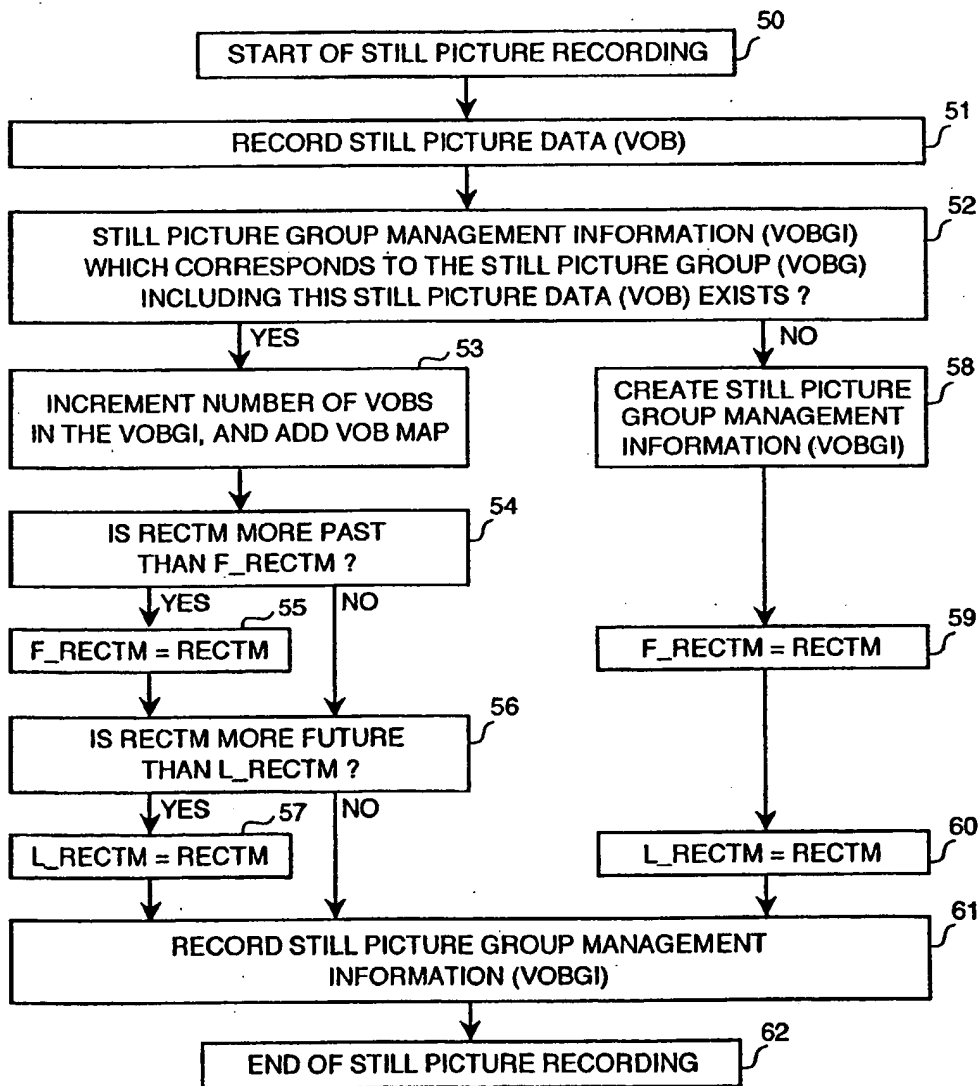 50
START OF STILL PICTURE RECORDING
51
RECORD STILL PICTURE DATA (VOB)
52
STILL PICTURE GROUP MANAGEMENT INFORMATION (VOBGI)
WHICH CORRESPONDS TO THE STILL PICTURE GROUP (VOBG)
INCLUDING THIS STILL PICTURE DATA (VOB) EXISTS ?
YES
NO
53
INCREMENT NUMBER OF VOBS
IN THE VOBGI, AND ADD VOB MAP
58
CREATE STILL PICTURE
GROUP MANAGEMENT
INFORMATION (VOBGI)
54
IS RECTM MORE PAST
THAN F_RECTM ?
YES
NO
55
F_RECTM = RECTM
59
F_RECTM = RECTM
56
IS RECTM MORE FUTURE
THAN L_RECTM ?
YES
NO
57
L_RECTM = RECTM
60
L_RECTM = RECTM
61
RECORD STILL PICTURE GROUP MANAGEMENT
INFORMATION (VOBGI)
62
END OF STILL PICTURE RECORDING